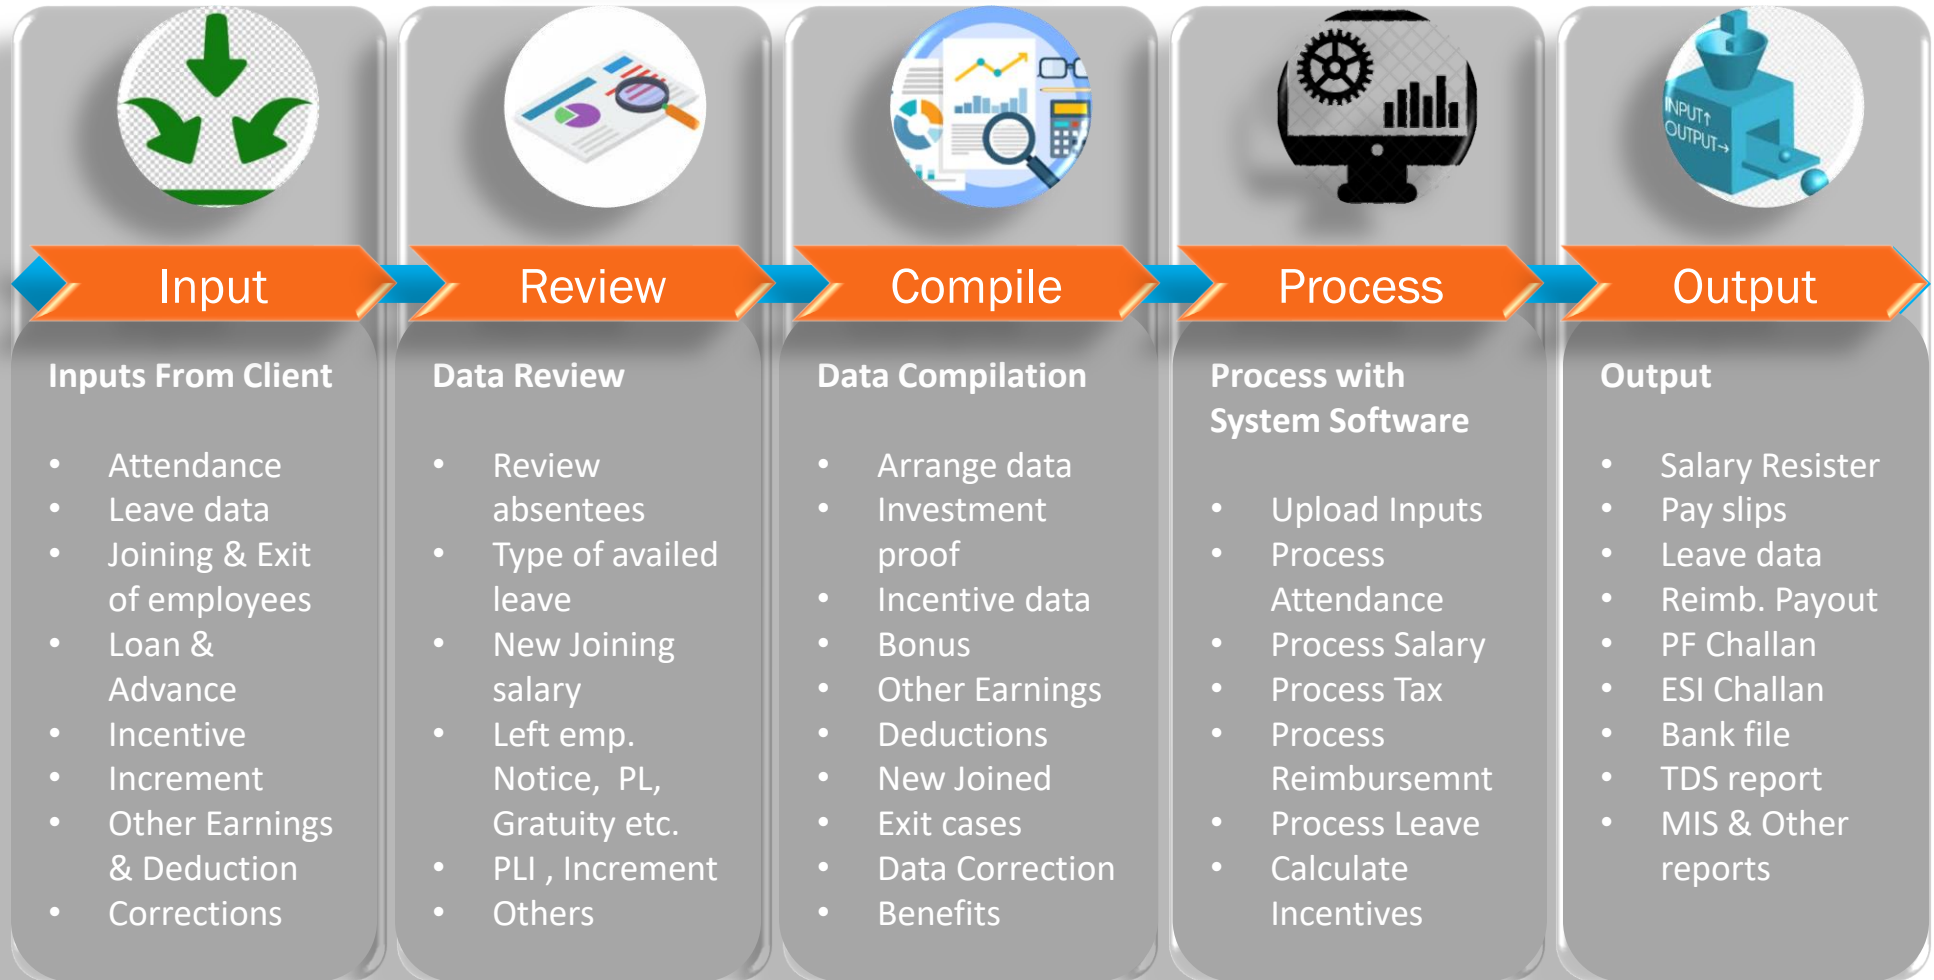 INPUT↑
OUTPUT→
Input
Review
Compile
Process
Output
Inputs From Client
• Attendance
• Leave data
• Joining & Exit
of employees
• Loan &
Advance
• Incentive
• Increment
• Other Earnings
& Deduction
• Corrections
Data Review
• Review
absentees
• Type of availed
leave
• New Joining
salary
• Left emp.
Notice, PL,
Gratuity etc.
• PLI , Increment
• Others
Data Compilation
• Arrange data
• Investment
proof
• Incentive data
• Bonus
• Other Earnings
• Deductions
• New Joined
• Exit cases
• Data Correction
• Benefits
Process with
System Software
• Upload Inputs
• Process
Attendance
• Process Salary
• Process Tax
• Process
Reimbursemnt
• Process Leave
• Calculate
Incentives
Output
• Salary Resister
• Pay slips
• Leave data
• Reimb. Payout
• PF Challan
• ESI Challan
• Bank file
• TDS report
• MIS & Other
reports